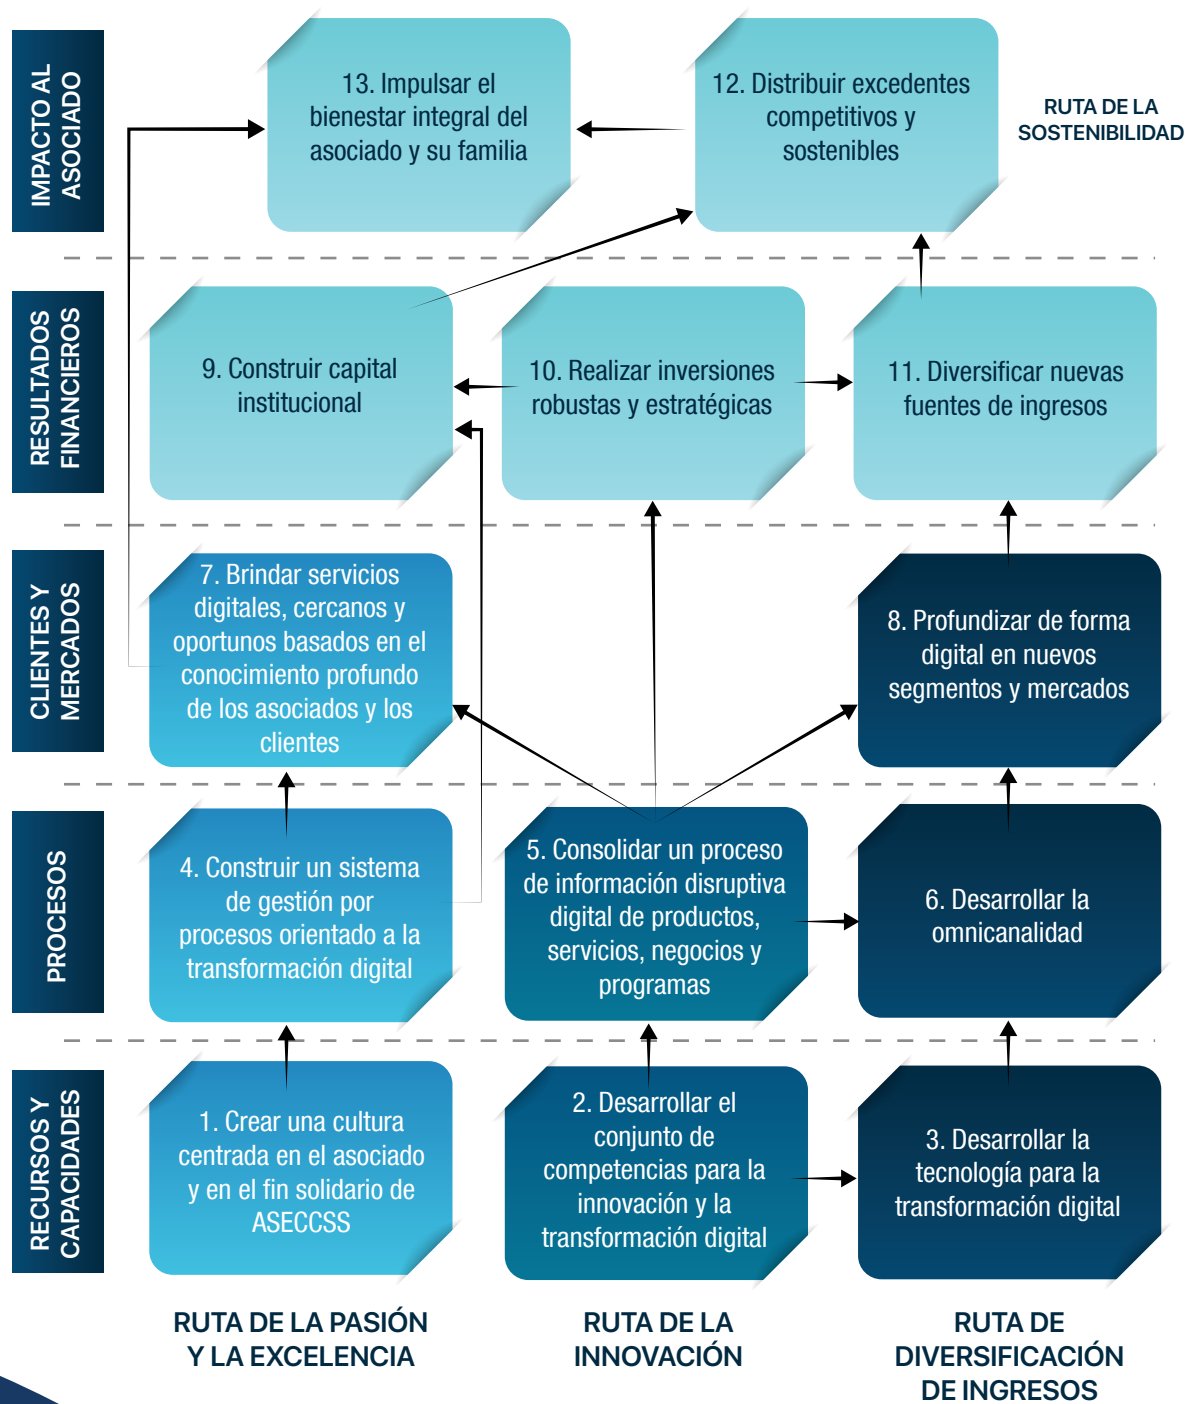 IMPACTO AL
ASOCIADO
13. Impulsar el
bienestar integral del
asociado y su familia
12. Distribuir excedentes
competitivos y
sostenibles
RUTA DE LA
SOSTENIBILIDAD
RESULTADOS
FINANCIEROS
9. Construir capital
institucional
10. Realizar inversiones
robustas y estratégicas
11. Diversificar nuevas
fuentes de ingresos
CLIENTES Y
MERCADOS
7. Brindar servicios
digitales, cercanos y
oportunos basados en el
conocimiento profundo
de los asociados y los
clientes
8. Profundizar de forma
digital en nuevos
segmentos y mercados
PROCESOS
4. Construir un sistema
de gestión por
procesos orientado a la
transformación digital
5. Consolidar un proceso
de información disruptiva
digital de productos,
servicios, negocios y
programas
6. Desarrollar la
omnicanalidad
RECURSOS Y
CAPACIDADES
1. Crear una cultura
centrada en el asociado
y en el fin solidario de
ASECCSS
2. Desarrollar el
conjunto de
competencias para la
innovación y la
transformación digital
3. Desarrollar la
tecnología para la
transformación digital
RUTA DE LA PASIÓN
Y LA EXCELENCIA
RUTA DE LA
INNOVACIÓN
RUTA DE
DIVERSIFICACIÓN
DE INGRESOS